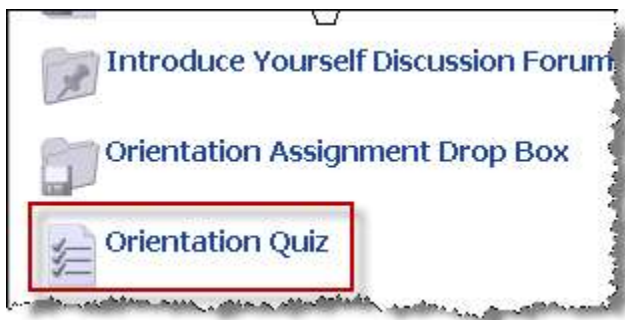 Introduce Yourself Discussion Forum
Orientation Assignment Drop Box
Orientation Quiz